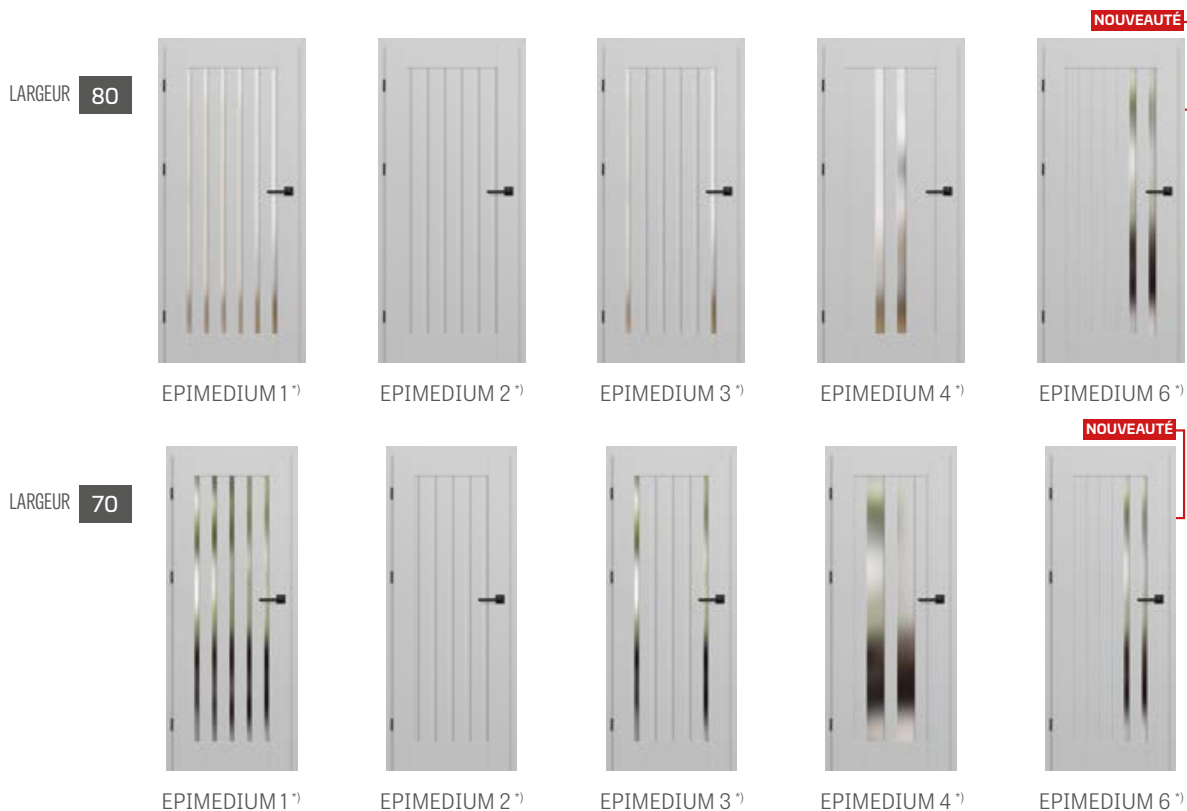 NOUVEAUTÉ
LARGEUR 80
EPIMEDIUM 1 *)
EPIMEDIUM 2 *)
EPIMEDIUM 3 *)
EPIMEDIUM 4 *)
EPIMEDIUM 6 *)
NOUVEAUTÉ
LARGEUR 70
EPIMEDIUM 1 *)
EPIMEDIUM 2 *)
EPIMEDIUM 3 *)
EPIMEDIUM 4 *)
EPIMEDIUM 6 *)